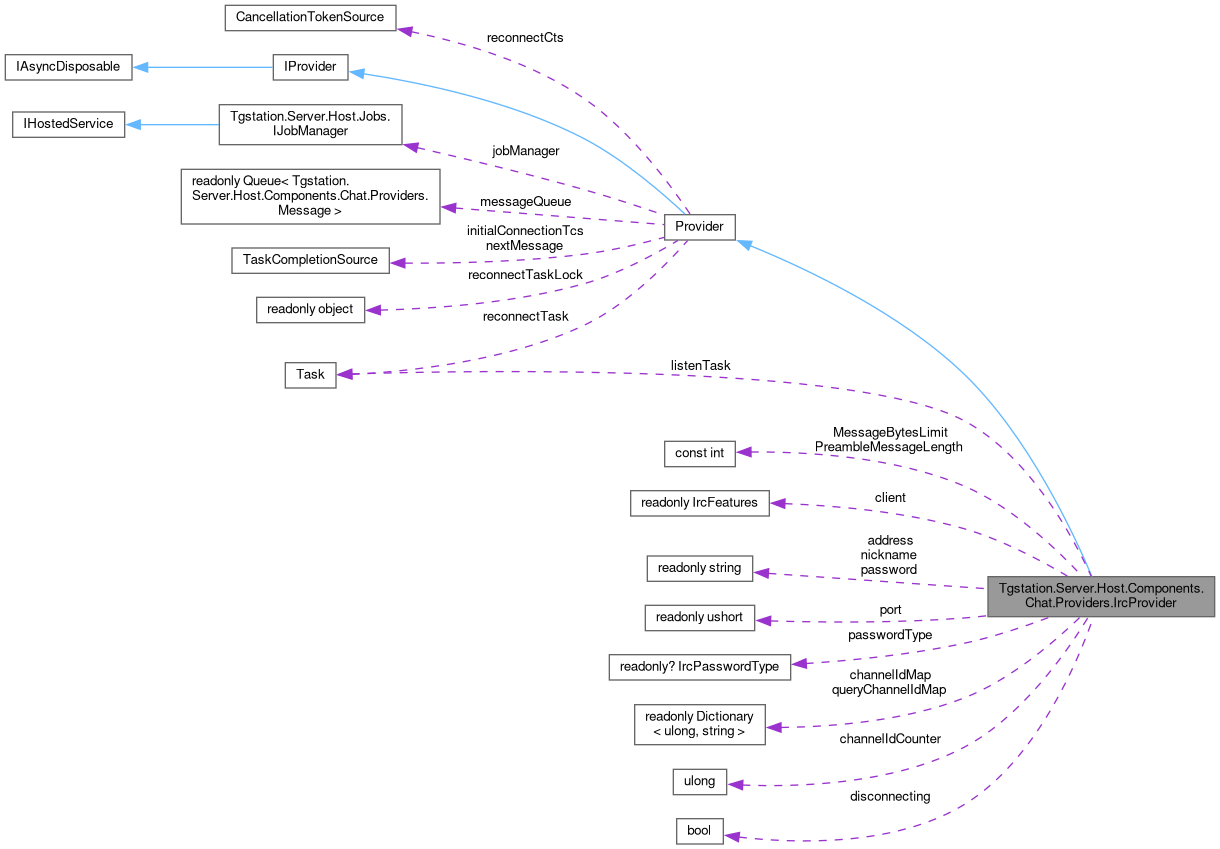 CancellationTokenSource
reconnectCts
IAsyncDisposable
IProvider
IHostedService
Tgstation.Server.Host.Jobs.
IJobManager
jobManager
readonly Queue< Tgstation.
Server.Host.Components.Chat.Providers.
Message >
messageQueue
Provider
initialConnectionTcs
nextMessage
TaskCompletionSource
reconnectTaskLock
readonly object
reconnectTask
Task
listenTask
MessageBytesLimit
PreambleMessageLength
const int
client
readonly IrcFeatures
address
nickname
password
readonly string
Tgstation.Server.Host.Components.
Chat.Providers.IrcProvider
port
readonly ushort
passwordType
readonly? IrcPasswordType
channelIdMap
queryChannelIdMap
readonly Dictionary
< ulong, string >
channelIdCounter
ulong
disconnecting
bool